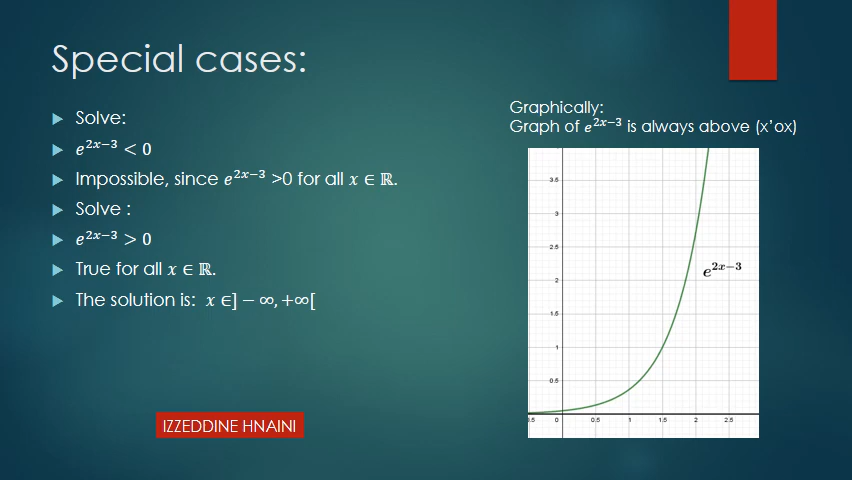 Special cases:
Solve:
e^{2x−3} < 0
Impossible, since e^{2x−3} >0 for all x ∈ ℝ.
Solve :
e^{2x−3} > 0
True for all x ∈ ℝ.
The solution is: x ∈] − ∞, +∞[
IZZEDDINE HNAINI
Graphically:
Graph of e^{2x−3} is always above (x'ox)
3.5
3
2.5
e^{2x−3}
2
1.5
1
0.5
0.5 0 0.5 1 1.5 2 2.5